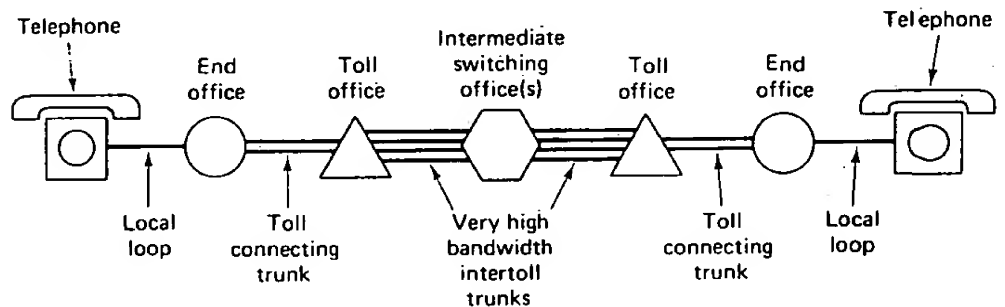 Telephone
End
office
Toll
office
Intermediate
switching
office(s)
Toll
office
End
office
Telephone
Local
loop
Toll
connecting
trunk
Very high
bandwidth
intertoll
trunks
Toll
connecting
trunk
Local
loop